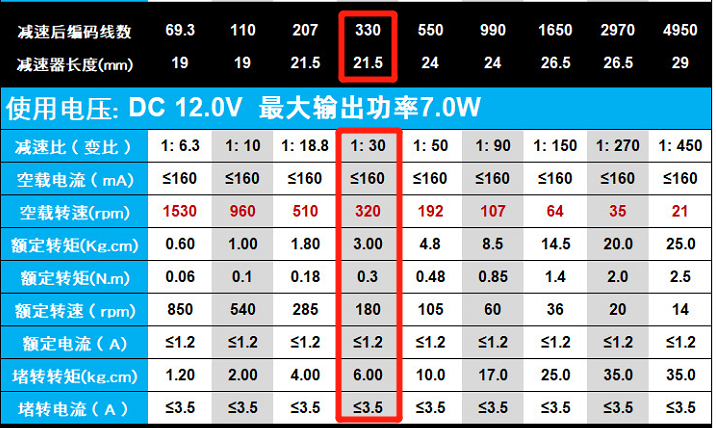 减速后编码线数 69.3 110 207 330 550 990 1650 2970 4950
减速器长度(mm) 19 19 21.5 21.5 24 24 26.5 26.5 29
使用电压: DC 12.0V 最大输出功率7.0W
减速比（变比） 1: 6.3 1: 10 1: 18.8 1: 30 1: 50 1: 90 1: 150 1: 270 1: 450
空载电流（mA） ≤160 ≤160 ≤160 ≤160 ≤160 ≤160 ≤160 ≤160 ≤160
空载转速(rpm) 1530 960 510 320 192 107 64 35 21
额定转矩(Kg.cm) 0.60 1.00 1.80 3.00 4.8 8.5 14.5 20.0 25.0
额定转矩(N.m) 0.06 0.1 0.18 0.3 0.48 0.85 1.4 2.0 2.5
额定转速（rpm） 850 540 285 180 105 60 36 20 14
额定电流（A） ≤1.2 ≤1.2 ≤1.2 ≤1.2 ≤1.2 ≤1.2 ≤1.2 ≤1.2 ≤1.2
堵转转矩(kg.cm) 1.20 2.00 4.00 6.00 10.0 17.0 25.0 35.0 35.0
堵转电流（A） ≤3.5 ≤3.5 ≤3.5 ≤3.5 ≤3.5 ≤3.5 ≤3.5 ≤3.5 ≤3.5